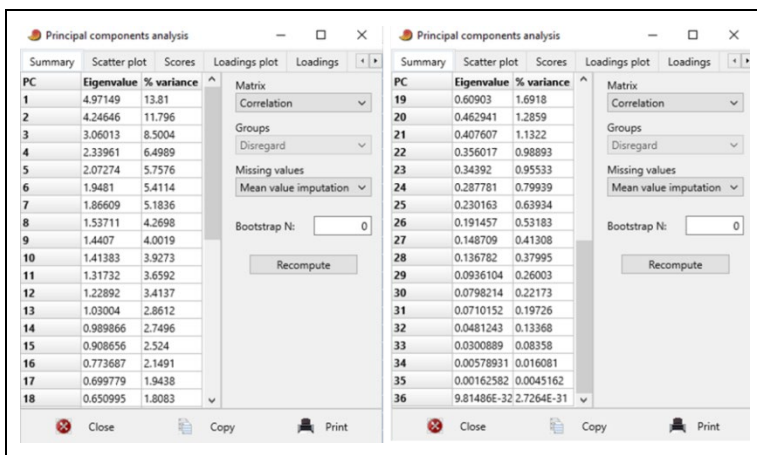 Principal components analysis
Summary Scatter plot Scores Loadings plot Loadings
PC Eigenvalue % variance
1 4.97149 13.81
2 4.24646 11.796
3 3.06013 8.5004
4 2.33961 6.4989
5 2.07274 5.7576
6 1.9481 5.4114
7 1.86609 5.1836
8 1.53711 4.2698
9 1.4407 4.0019
10 1.41383 3.9273
11 1.31732 3.6592
12 1.22892 3.4137
13 1.03004 2.8612
14 0.989866 2.7496
15 0.908656 2.524
16 0.773687 2.1491
17 0.699779 1.9438
18 0.650995 1.8083
Matrix
Correlation
Groups
Disregard
Missing values
Mean value imputation
Bootstrap N: 0
Recompute
Close Copy Print
Principal components analysis
Summary Scatter plot Scores Loadings plot Loadings
PC Eigenvalue % variance
19 0.60903 1.6918
20 0.462941 1.2859
21 0.407607 1.1322
22 0.356017 0.98893
23 0.34392 0.95533
24 0.287781 0.79939
25 0.230163 0.63934
26 0.191457 0.53183
27 0.148709 0.41308
28 0.136782 0.37995
29 0.0936104 0.26003
30 0.0798214 0.22173
31 0.0710152 0.19726
32 0.0481243 0.13368
33 0.0300889 0.08358
34 0.00578931 0.016081
35 0.00162582 0.0045162
36 9.81486E-32 2.7264E-31
Matrix
Correlation
Groups
Disregard
Missing values
Mean value imputation
Bootstrap N: 0
Recompute
Close Copy Print